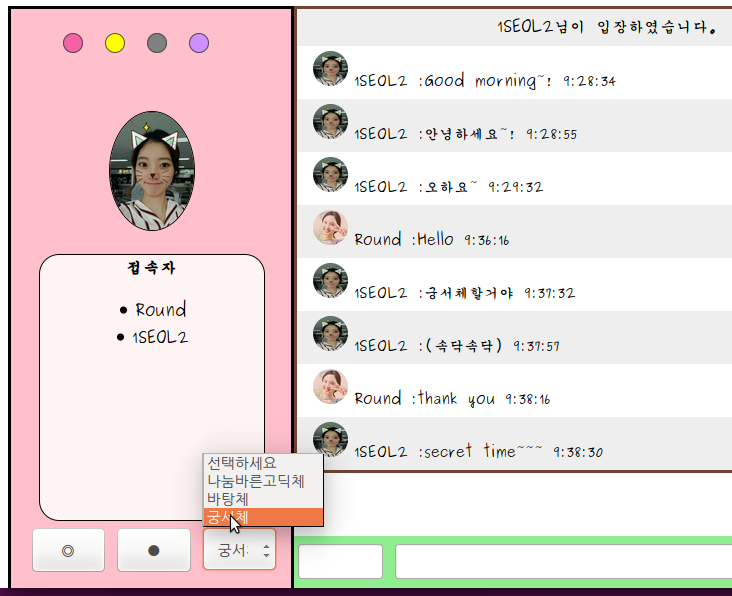 접속자
Round
1SEOL2
선택하세요
나눔바른고딕체
바탕체
궁서체
궁서
1SEOL2님이 입장하였습니다.
1SEOL2 :Good morning~! 9:28:34
1SEOL2 :안녕하세요~! 9:28:55
1SEOL2 :오하요~ 9:29:32
Round :Hello 9:36:16
1SEOL2 :궁서체할거야 9:37:32
1SEOL2 :(속닥속닥) 9:37:57
Round :thank you 9:38:16
1SEOL2 :secret time~~~ 9:38:30